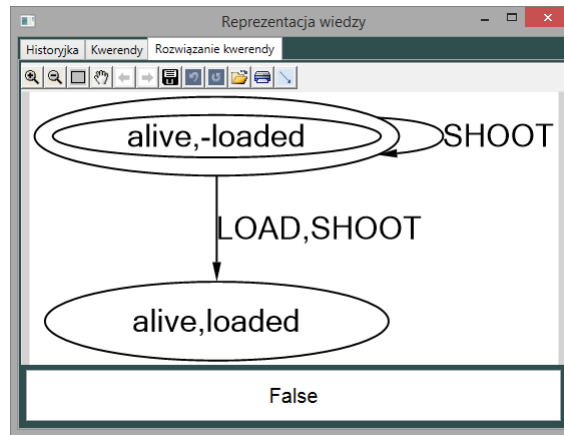 Reprezentacja wiedzy
Historyjka Kwerendy Rozwiązanie kwerendy
alive,-loaded
SHOOT
LOAD,SHOOT
alive,loaded
False